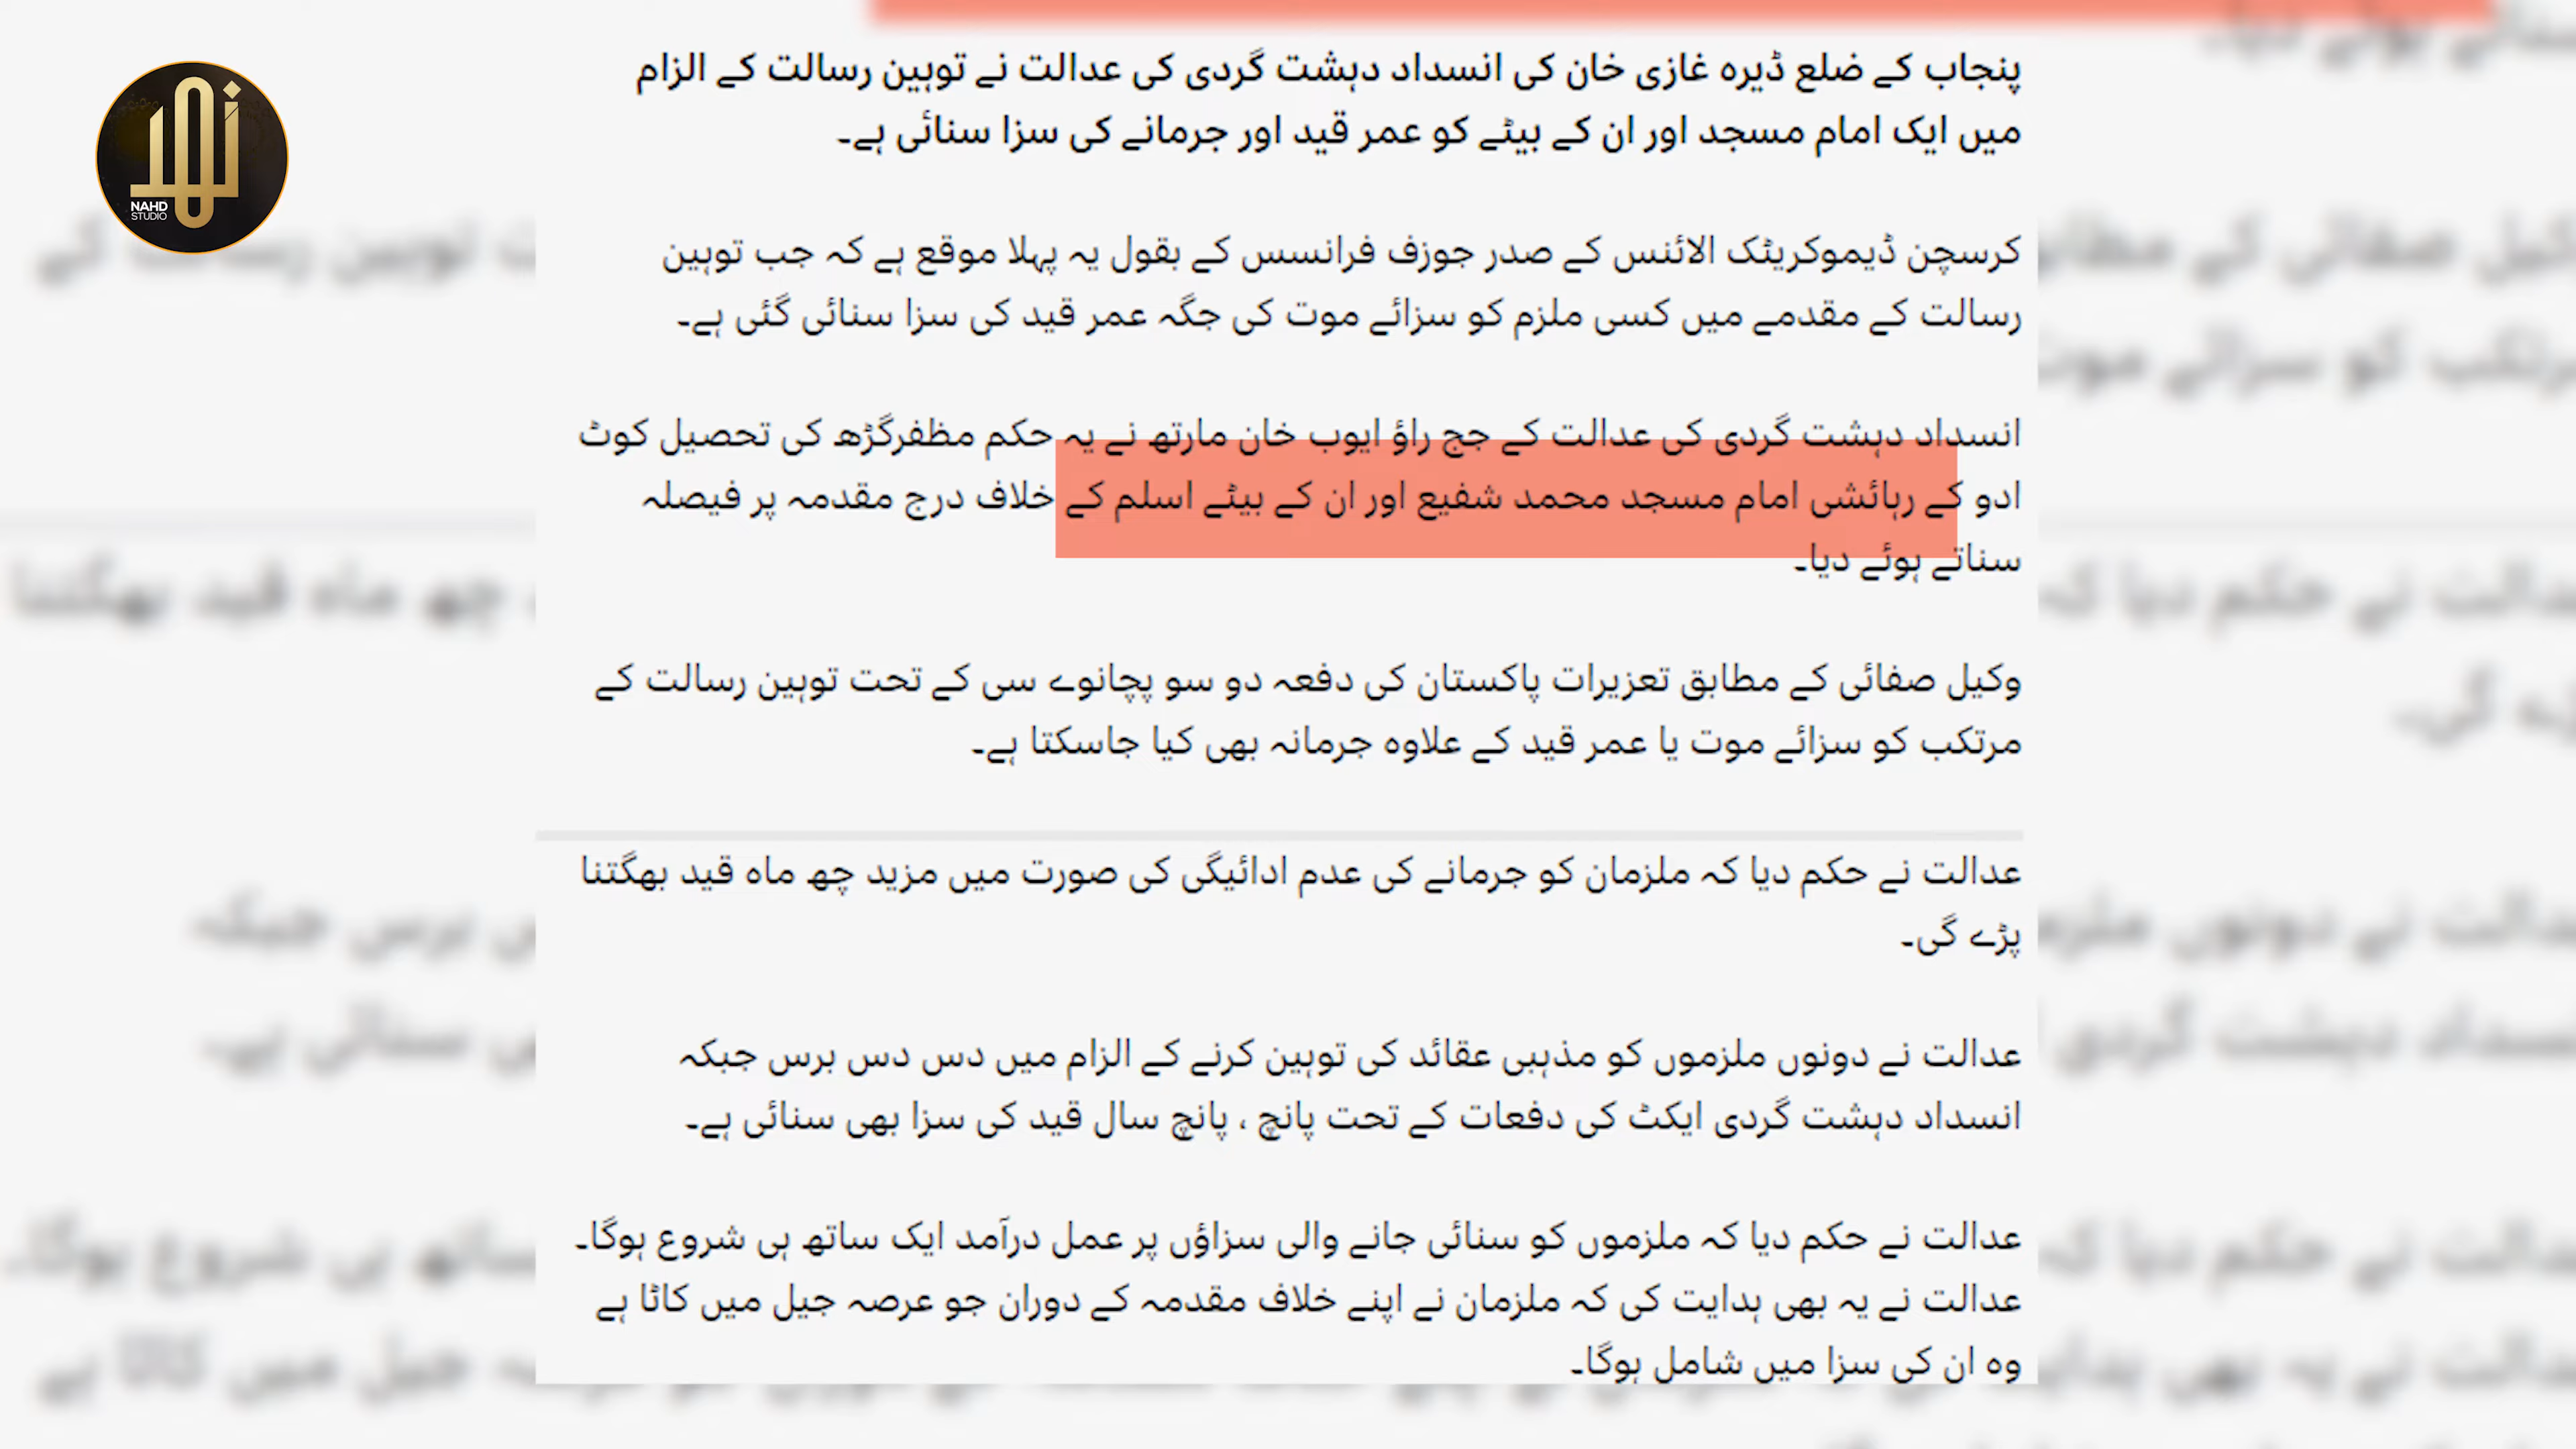 نہد
NAHD
STUDIO
پنجاب کے ضلع ڈیرہ غازی خان کی انسداد دہشت گردی کی عدالت نے توہین رسالت کے الزام
میں ایک امام مسجد اور ان کے بیٹے کو عمر قید اور جرمانے کی سزا سنائی ہے۔
کرسچن ڈیموکریٹک الائنس کے صدر جوزف فرانسس کے بقول یہ پہلا موقع ہے کہ جب توہین
رسالت کے مقدمے میں کسی ملزم کو سزائے موت کی جگہ عمر قید کی سزا سنائی گئی ہے۔
انسداد دہشت گردی کی عدالت کے جج راؤ ایوب خان مارتھ نے یہ حکم مظفرگڑھ کی تحصیل کوٹ
ادو کے رہائشی امام مسجد محمد شفیع اور ان کے بیٹے اسلم کے خلاف درج مقدمہ پر فیصلہ
سناتے ہوئے دیا۔
وکیل صفائی کے مطابق تعزیرات پاکستان کی دفعہ دو سو پچانوے سی کے تحت توہین رسالت کے
مرتکب کو سزائے موت یا عمر قید کے علاوہ جرمانہ بھی کیا جاسکتا ہے۔
عدالت نے حکم دیا کہ ملزمان کو جرمانے کی عدم ادائیگی کی صورت میں مزید چھ ماہ قید بھگتنا
پڑے گی۔
عدالت نے دونوں ملزموں کو مذہبی عقائد کی توہین کرنے کے الزام میں دس دس برس جبکہ
انسداد دہشت گردی ایکٹ کی دفعات کے تحت پانچ ، پانچ سال قید کی سزا بھی سنائی ہے۔
عدالت نے حکم دیا کہ ملزموں کو سنائی جانے والی سزاؤں پر عمل درآمد ایک ساتھ ہی شروع ہوگا۔
عدالت نے یہ بھی ہدایت کی کہ ملزمان نے اپنے خلاف مقدمہ کے دوران جو عرصہ جیل میں کاٹا ہے
وہ ان کی سزا میں شامل ہوگا۔